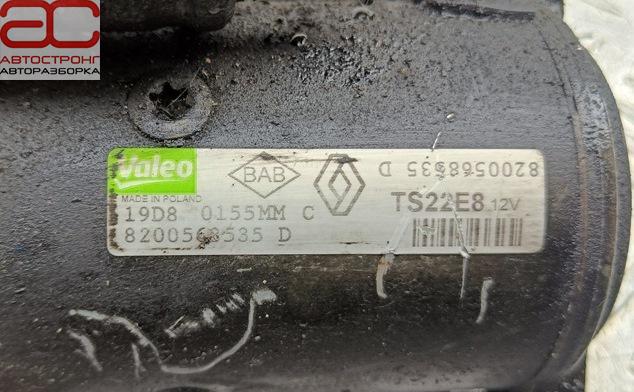 АС
АВТОСТРОНГ
АВТОРАЗБОРКА
Valeo
BAB
8200568535 D
MADE IN POLAND
TS22E8 12V
19D8 0155MM C
8200568535 D